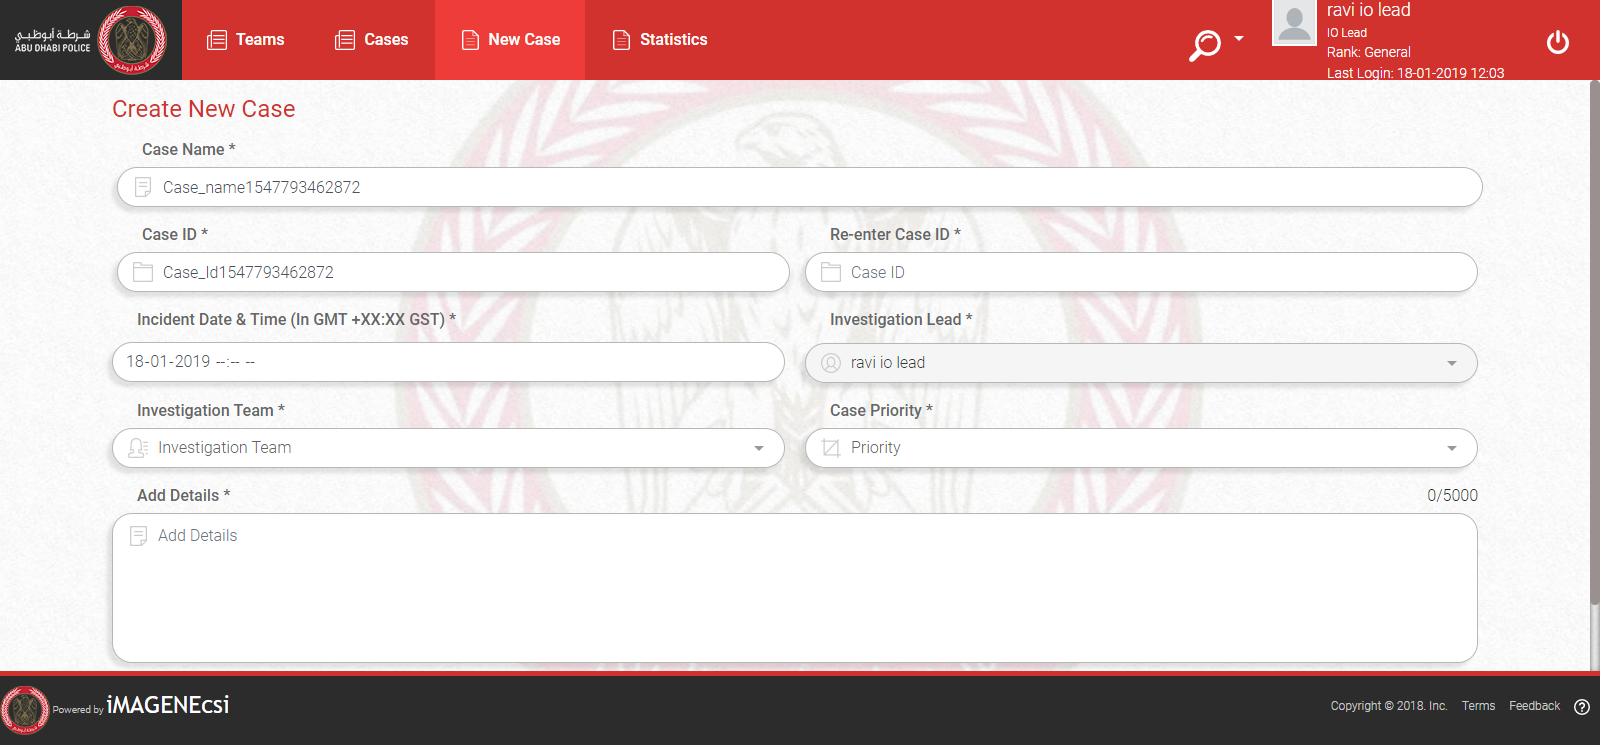 شرطة أبوظبي
ABU DHABI POLICE
Teams
Cases
New Case
Statistics
ravi io lead
IO Lead
Rank: General
Last Login: 18-01-2019 12:03
Create New Case
Case Name *
Case_name1547793462872
Case ID *
Re-enter Case ID *
Case_Id1547793462872
Case ID
Incident Date & Time (In GMT +XX:XX GST) *
Investigation Lead *
18-01-2019 --:-- --
ravi io lead
Investigation Team *
Case Priority *
Investigation Team
Priority
Add Details *
0/5000
Add Details
Powered by iMAGENEcsi
Copyright © 2018. Inc.
Terms
Feedback